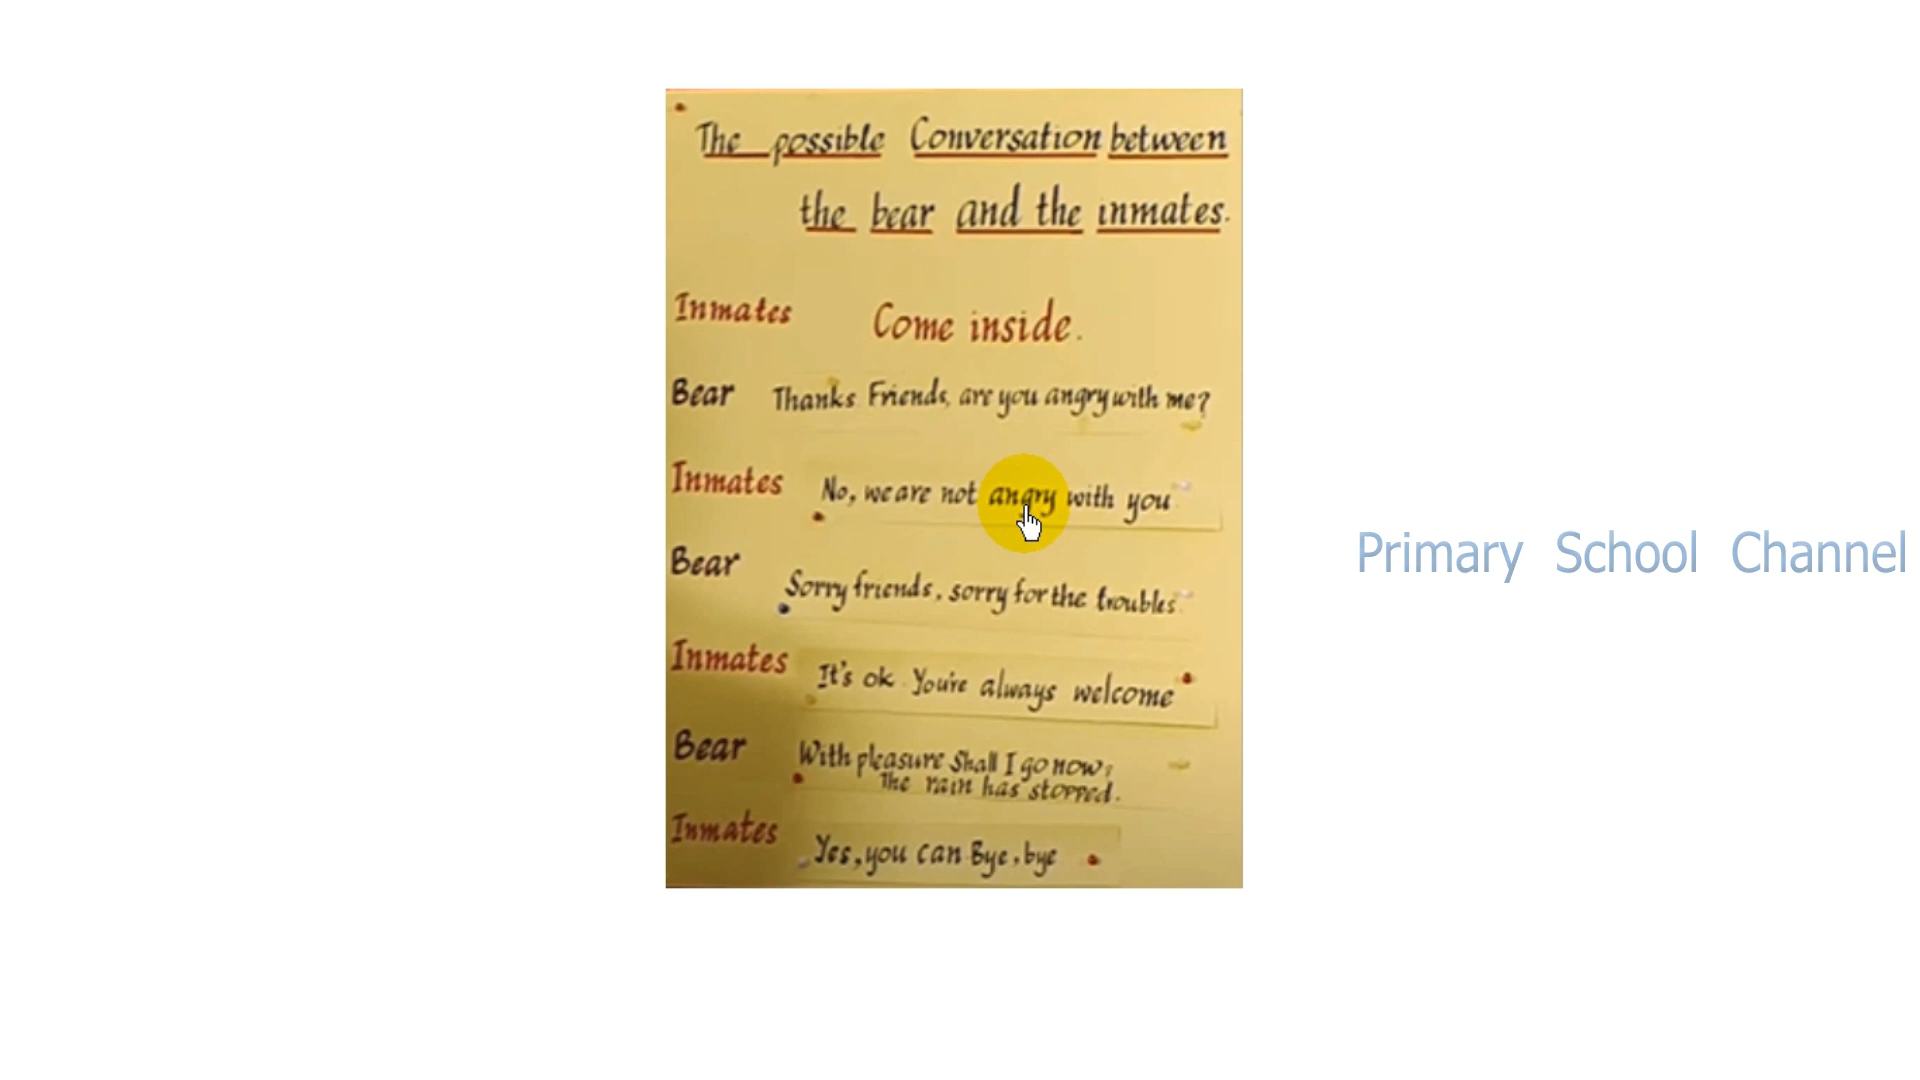 The possible Conversation between
the bear and the inmates.
Inmates Come inside.
Bear Thanks Friends, are you angry with me?
Inmates No, we are not angry with you
Bear Sorry friends, sorry for the troubles.
Inmates It's ok. You're always welcome
Bear With pleasure Shall I go now,
The rain has stopped.
Inmates Yes, you can Bye, bye
Primary School Channel